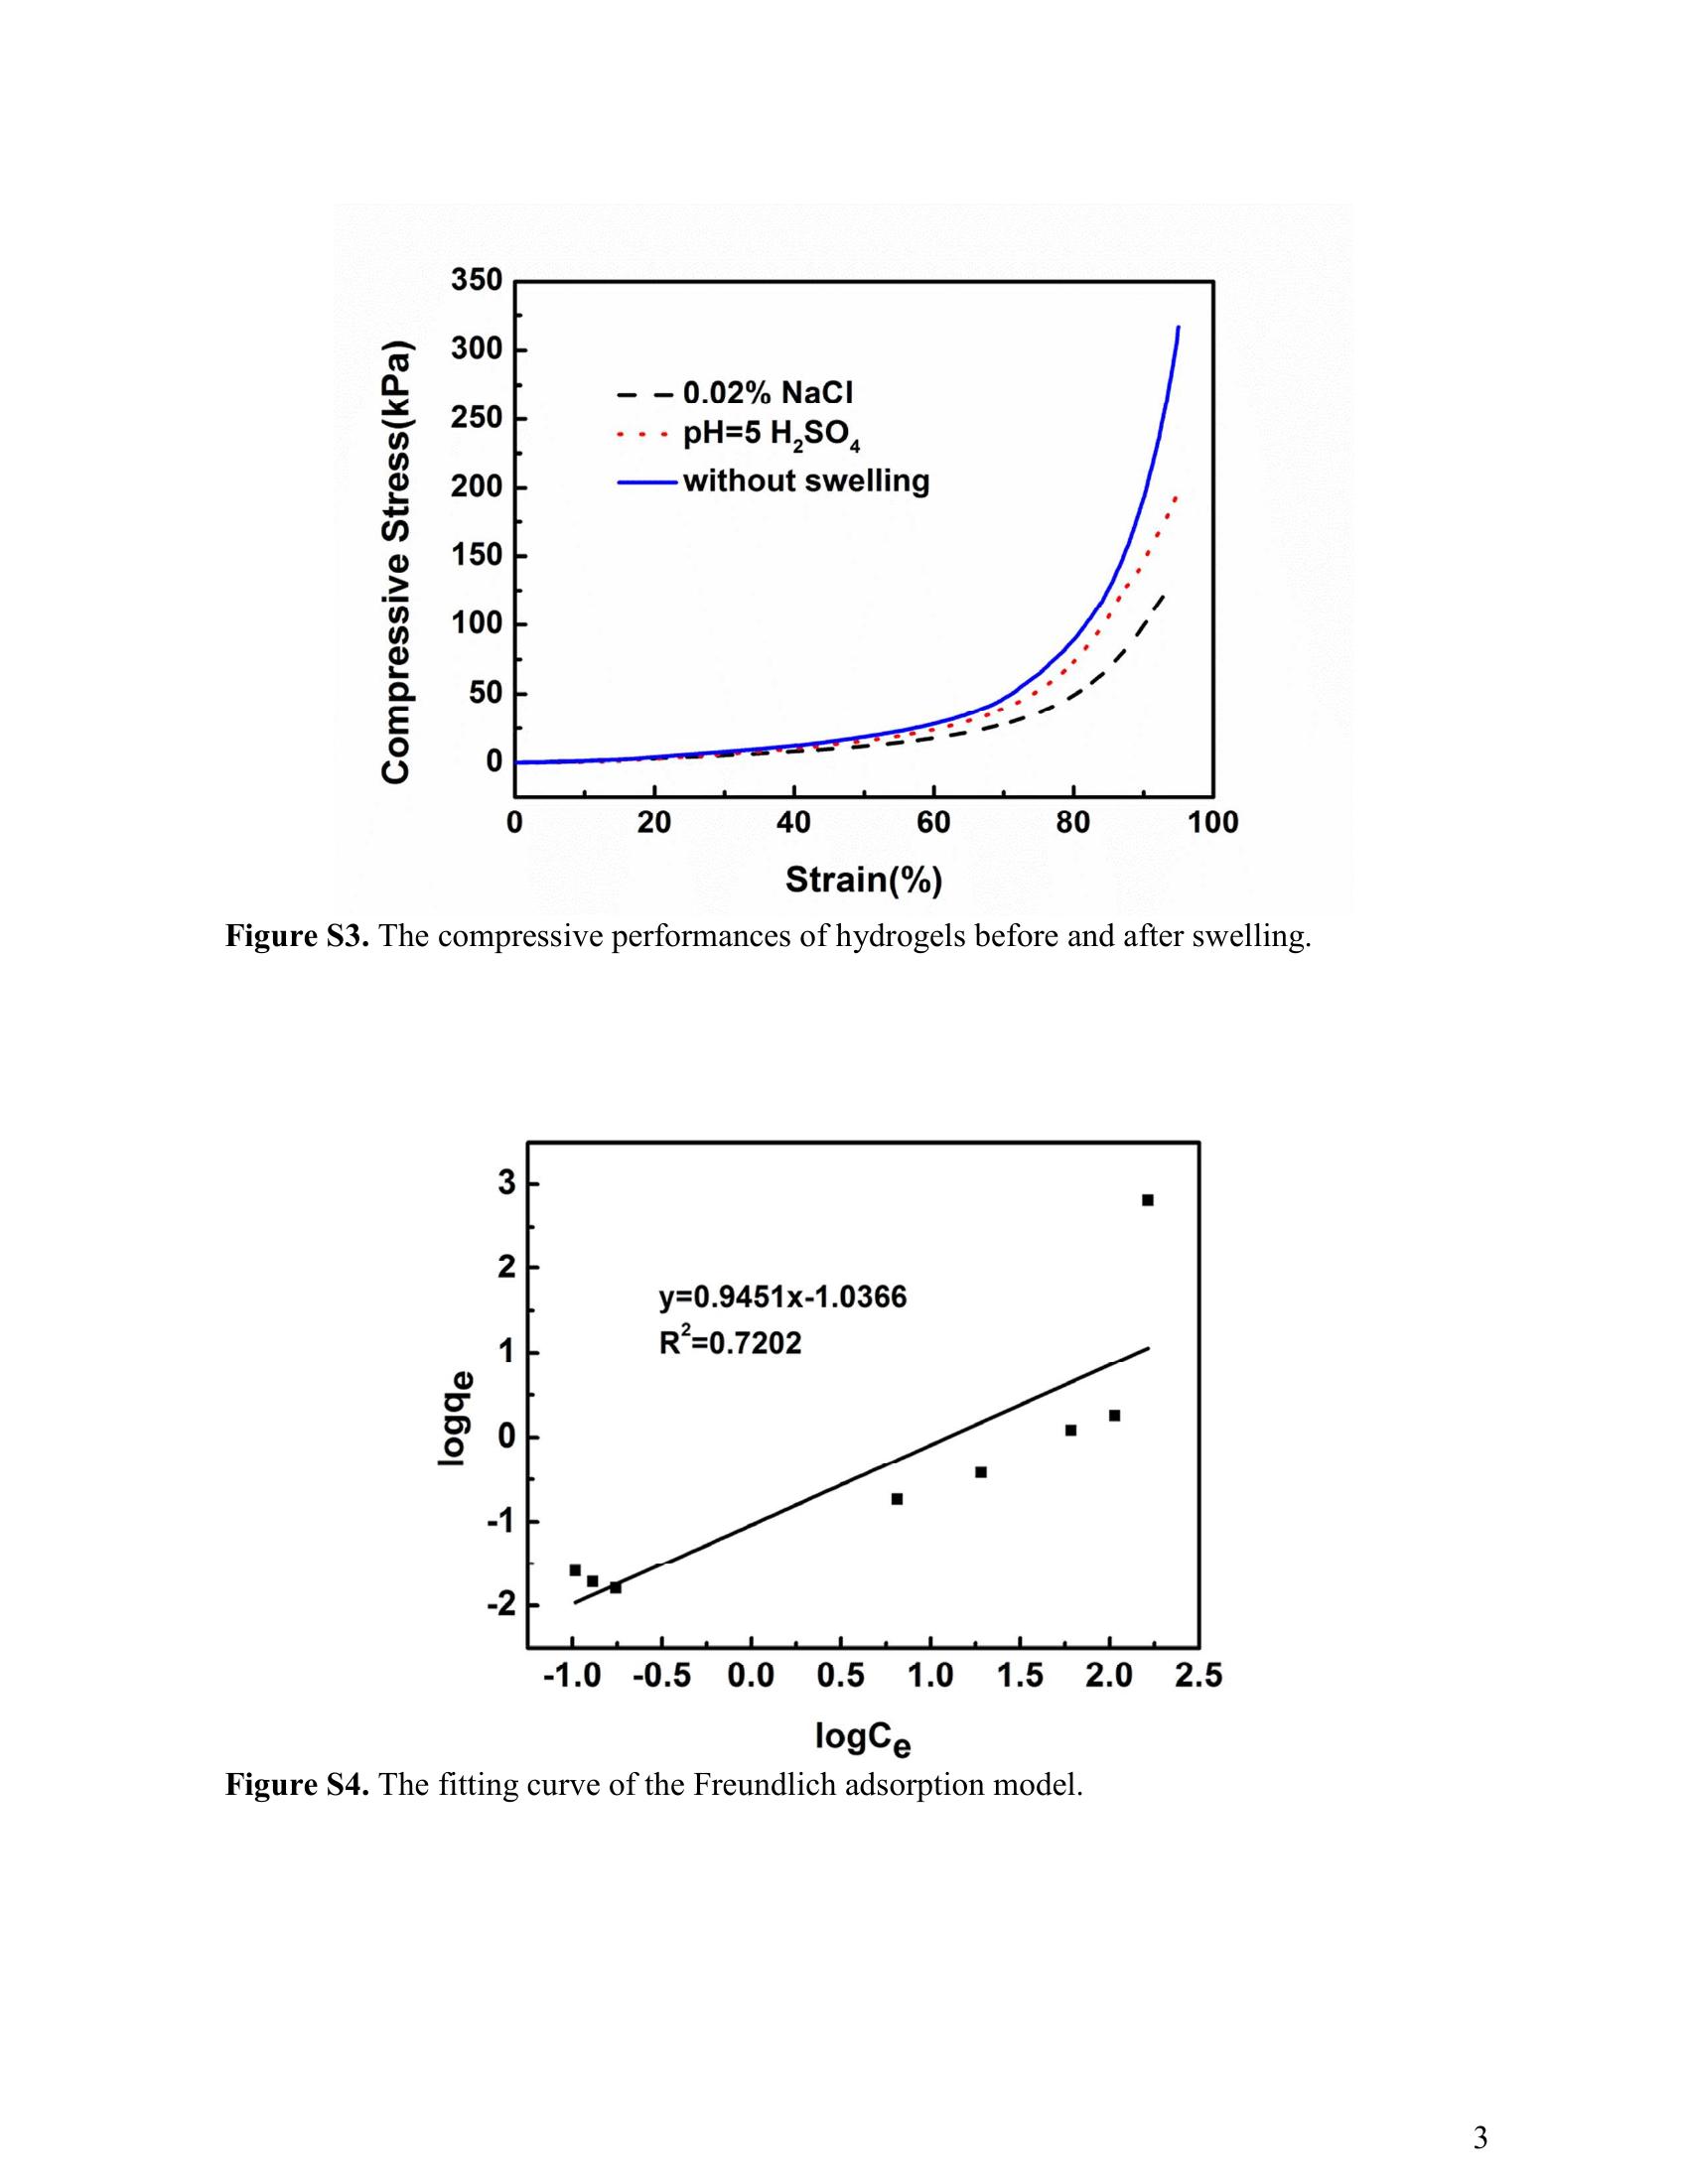 350
300
250
200
150
100
50
0
Compressive Stress(kPa)
0.02% NaCl
pH=5 H₂SO₄
without swelling
0 20 40 60 80 100
Strain(%)
Figure S3. The compressive performances of hydrogels before and after swelling.
3
2
1
0
-1
-2
logqe
y=0.9451x-1.0366
R²=0.7202
-1.0 -0.5 0.0 0.5 1.0 1.5 2.0 2.5
logCe
Figure S4. The fitting curve of the Freundlich adsorption model.
3